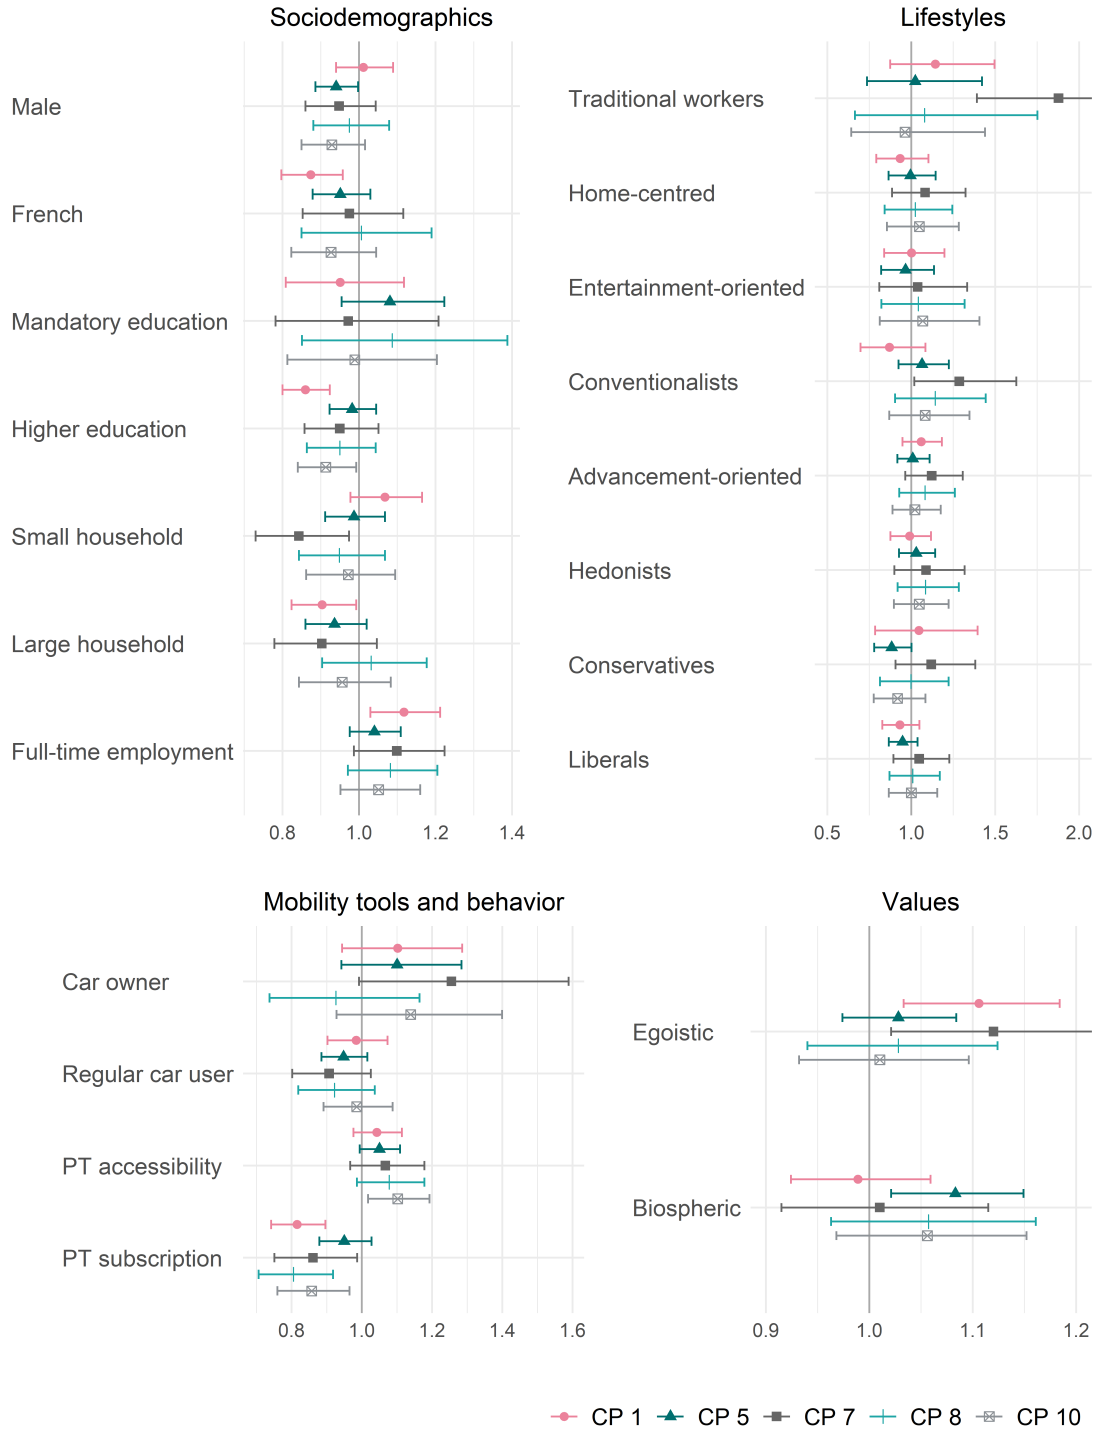 Sociodemographics
Male
French
Mandatory education
Higher education
Small household
Large household
Full-time employment
0.8 1.0 1.2 1.4
Lifestyles
Traditional workers
Home-centred
Entertainment-oriented
Conventionalists
Advancement-oriented
Hedonists
Conservatives
Liberals
0.5 1.0 1.5 2.0
Mobility tools and behavior
Car owner
Regular car user
PT accessibility
PT subscription
0.8 1.0 1.2 1.4 1.6
Values
Egoistic
Biospheric
0.9 1.0 1.1 1.2
CP 1 CP 5 CP 7 CP 8 CP 10